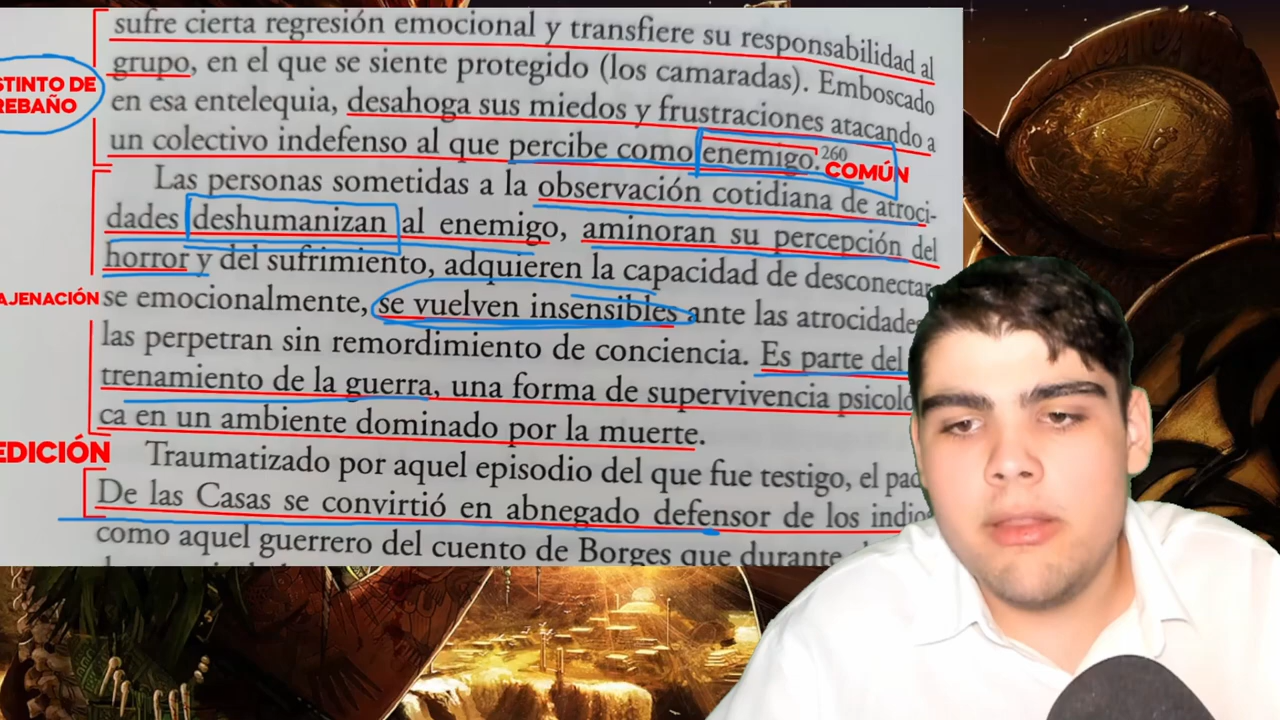 sufre cierta regresión emocional y transfiere su responsabilidad al
grupo, en el que se siente protegido (los camaradas). Emboscado
STINTO DE
REBAÑO
en esa entelequia, desahoga sus miedos y frustraciones atacando a
un colectivo indefenso al que percibe como enemigo.260
COMÚN
Las personas sometidas a la observación cotidiana de atroci-
dades deshumanizan al enemigo, aminoran su percepción del
horror y del sufrimiento, adquieren la capacidad de desconectar
AJENACIÓN
se emocionalmente, se vuelven insensibles ante las atrocidade
las perpetran sin remordimiento de conciencia. Es parte del
trenamiento de la guerra, una forma de supervivencia psicoló
ca en un ambiente dominado por la muerte.
EDICIÓN
Traumatizado por aquel episodio del que fue testigo, el pad
De las Casas se convirtió en abnegado defensor de los indio
como aquel guerrero del cuento de Borges que durante